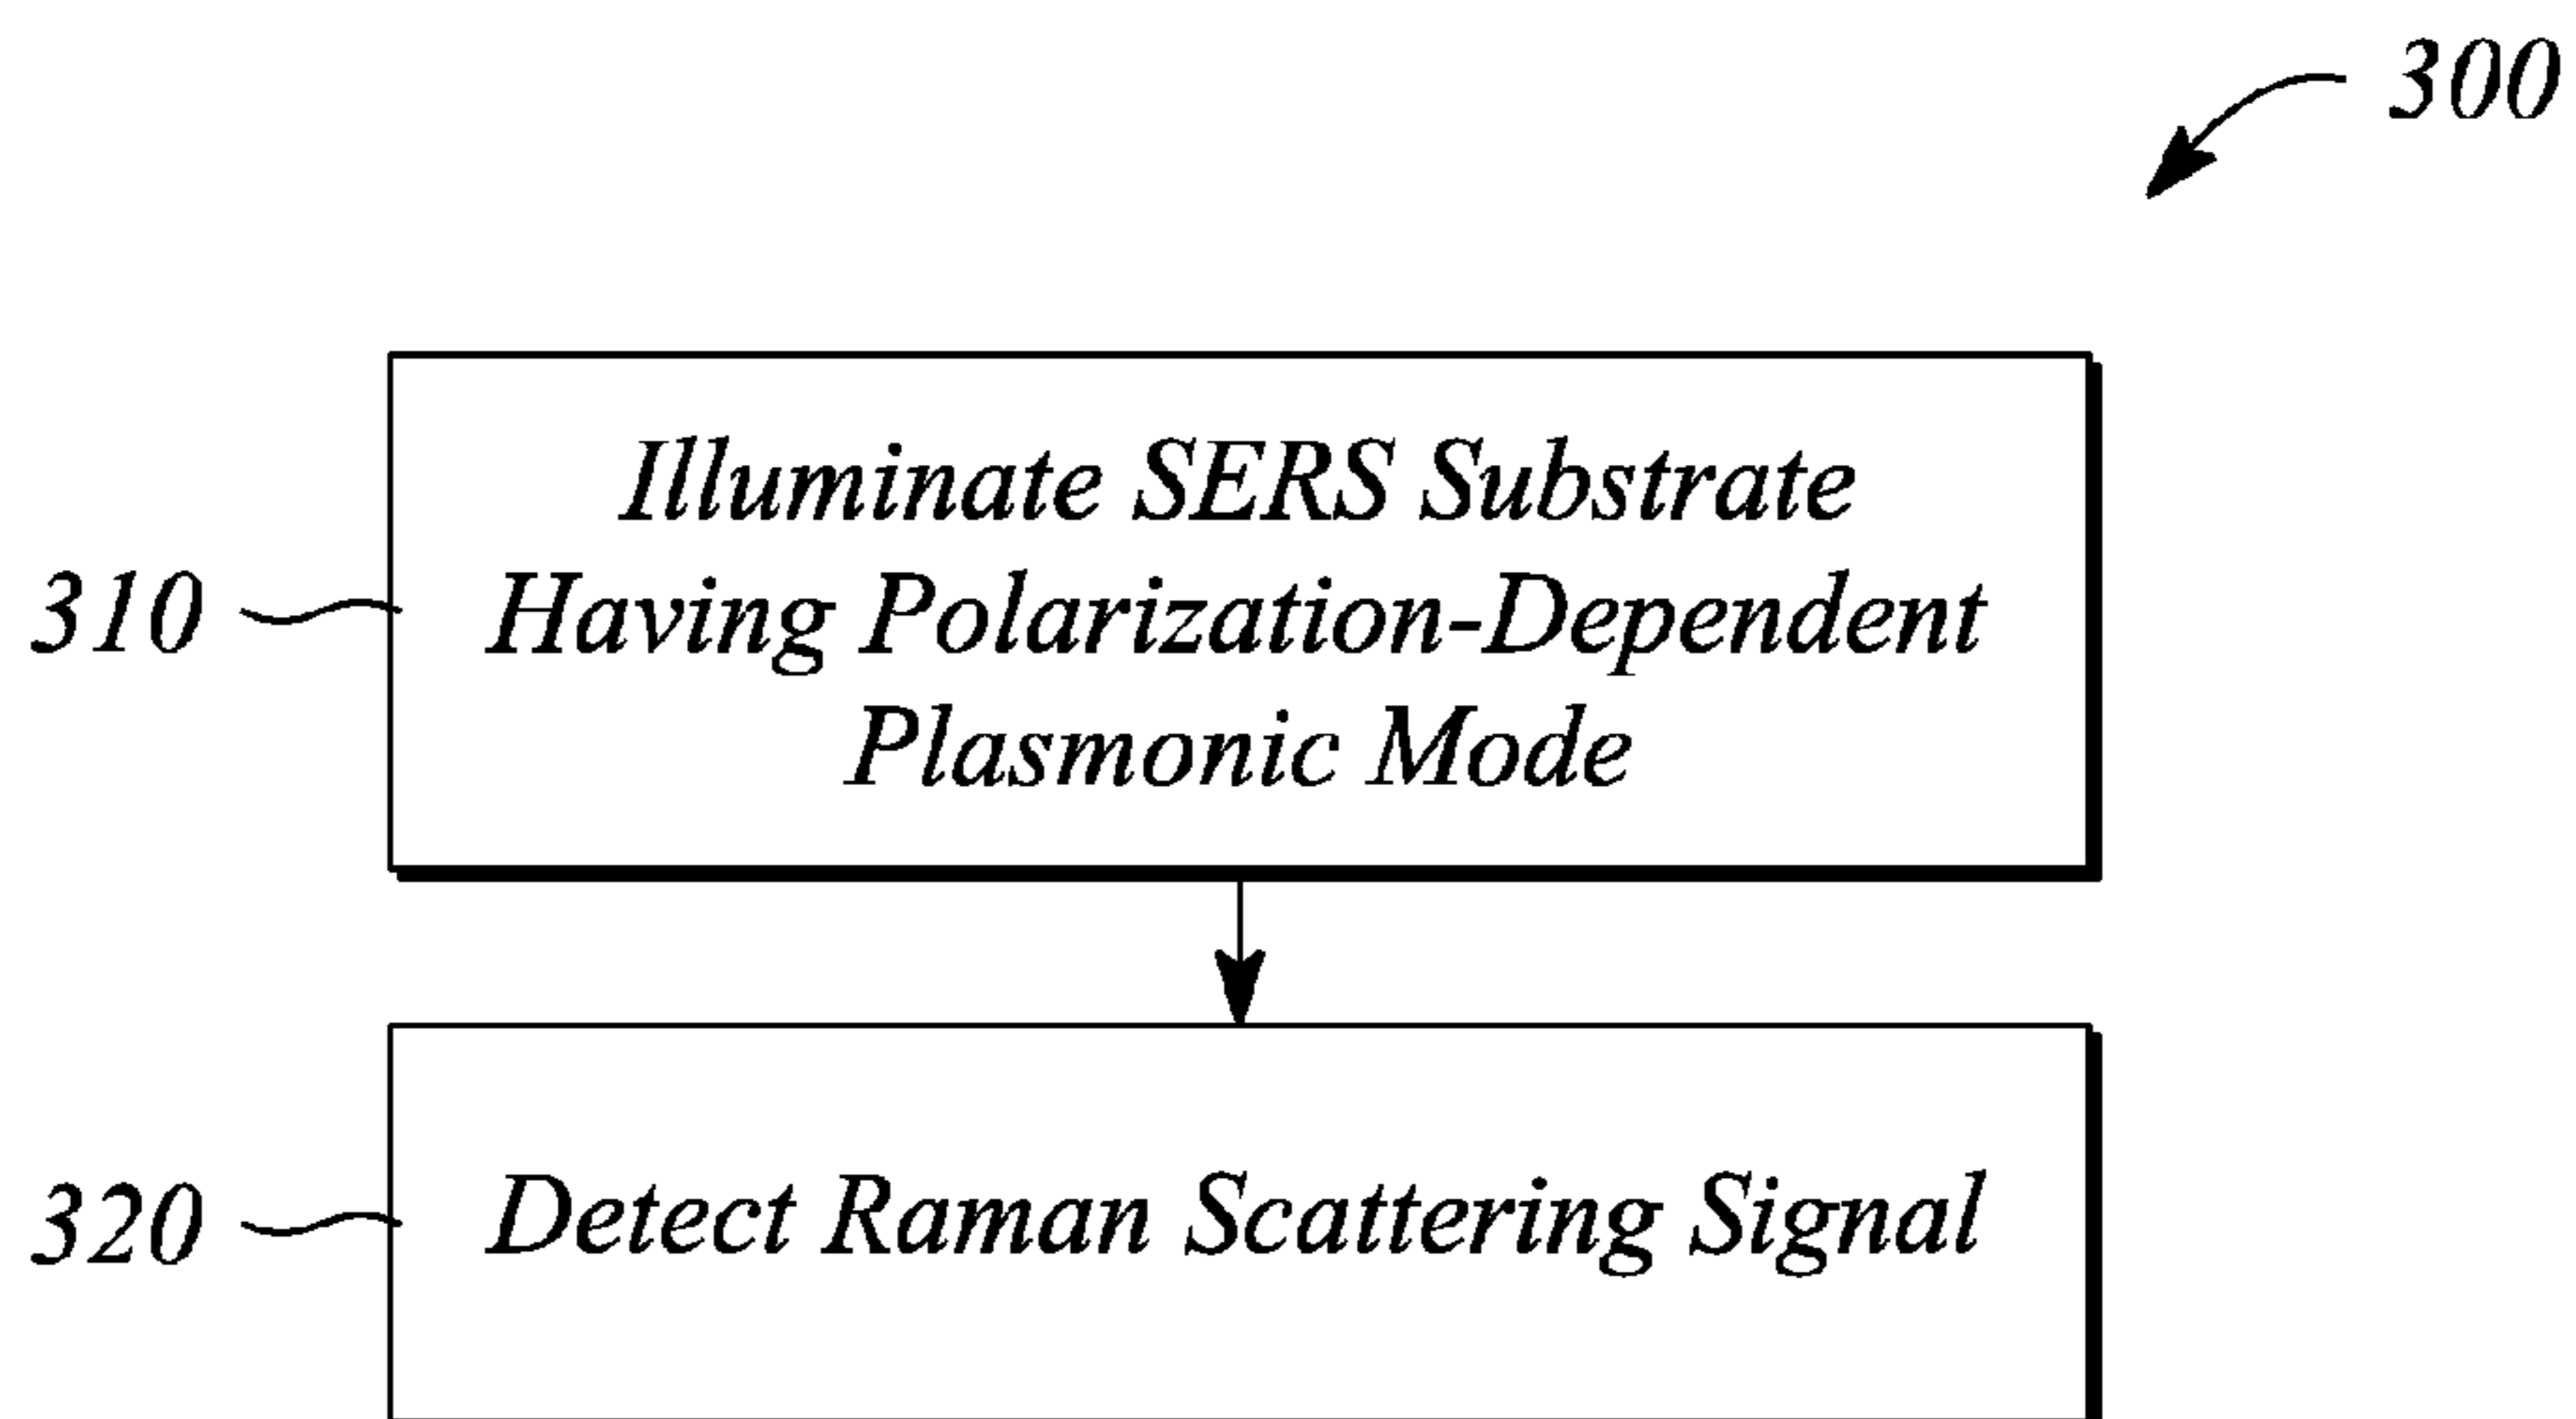 300
Illuminate SERS Substrate
310
Having Polarization-Dependent
Plasmonic Mode
320
Detect Raman Scattering Signal